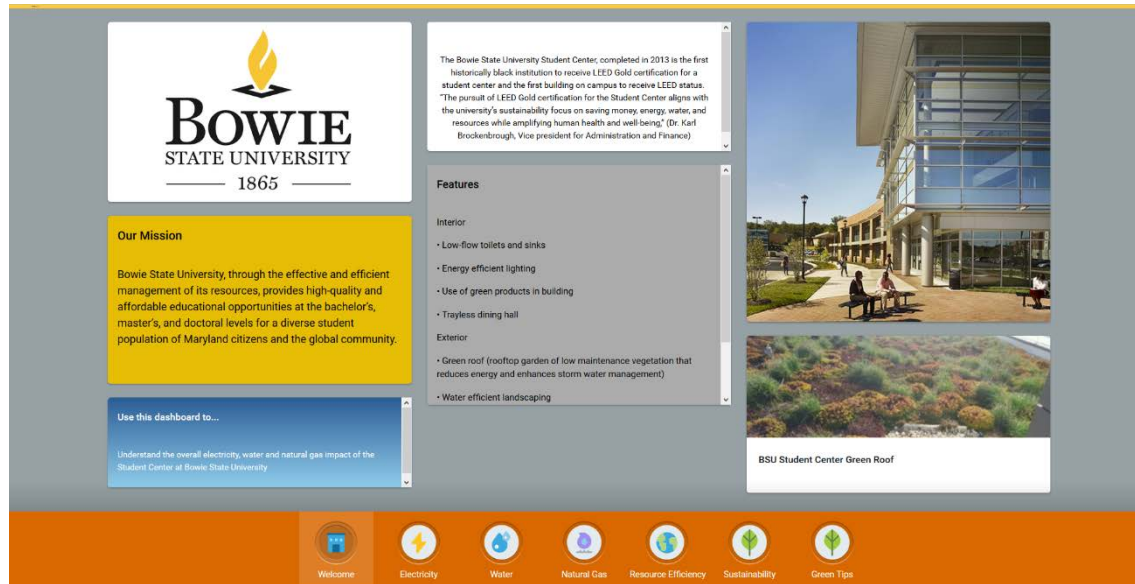 BOWIE
STATE UNIVERSITY
1865
Our Mission
Bowie State University, through the effective and efficient
management of its resources, provides high-quality and
affordable educational opportunities at the bachelor's,
master's, and doctoral levels for a diverse student
population of Maryland citizens and the global community.
Use this dashboard to...
Understand the overall electricity, water and natural gas impact of the
Student Center at Bowie State University
The Bowie State University Student Center, completed in 2013 is the first
historically black institution to receive LEED Gold certification for a
student center and the first building on campus to receive LEED status.
"The pursuit of LEED Gold certification for the Student Center aligns with
the university's sustainability focus on saving money, energy, water, and
resources while amplifying human health and well-being," (Dr. Karl
Brockenbrough, Vice president for Administration and Finance)
Features
Interior
• Low-flow toilets and sinks
• Energy efficient lighting
• Use of green products in building
• Trayless dining hall
Exterior
• Green roof (rooftop garden of low maintenance vegetation that
reduces energy and enhances storm water management)
• Water efficient landscaping
BSU Student Center Green Roof
Welcome
Electricity
Water
Natural Gas
Resource Efficiency
Sustainability
Green Tips